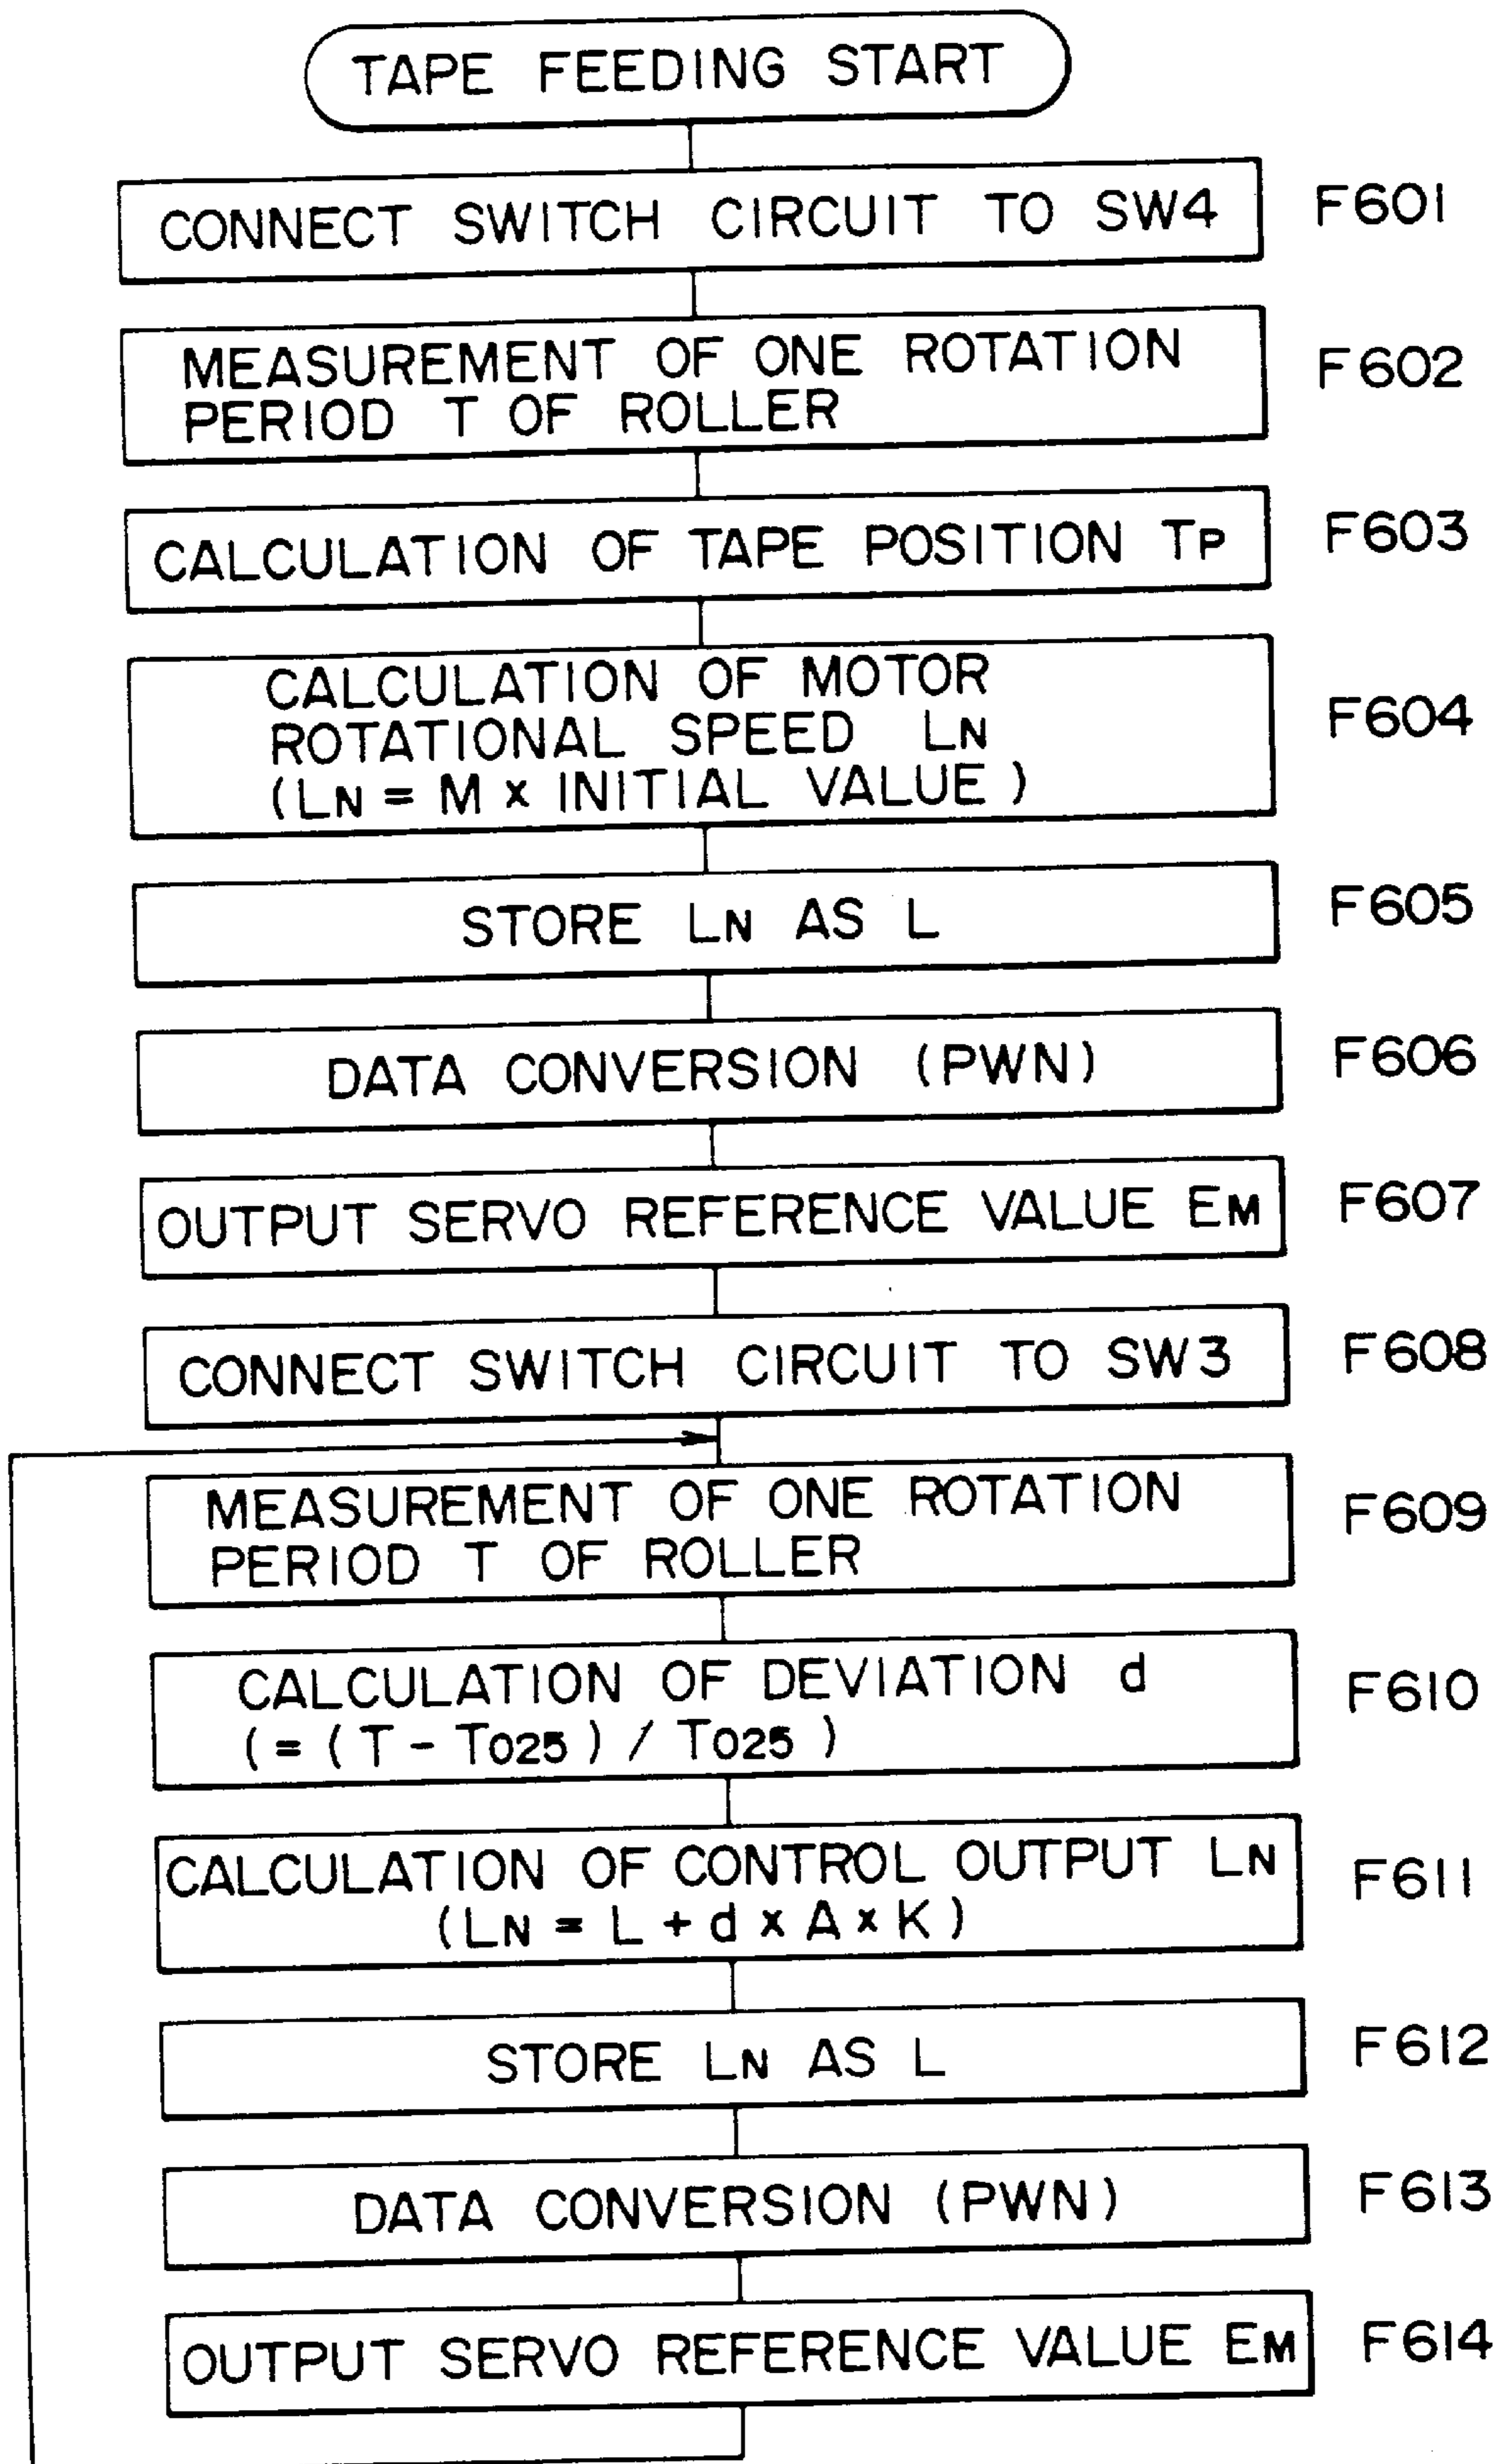 TAPE FEEDING START
CONNECT SWITCH CIRCUIT TO SW4
F601
MEASUREMENT OF ONE ROTATION
PERIOD T OF ROLLER
F602
CALCULATION OF TAPE POSITION TP
F603
CALCULATION OF MOTOR
ROTATIONAL SPEED LN
(LN = M x INITIAL VALUE)
F604
STORE LN AS L
F605
DATA CONVERSION (PWN)
F606
OUTPUT SERVO REFERENCE VALUE EM
F607
CONNECT SWITCH CIRCUIT TO SW3
F608
MEASUREMENT OF ONE ROTATION
PERIOD T OF ROLLER
F609
CALCULATION OF DEVIATION d
(= (T - T025) / T025)
F610
CALCULATION OF CONTROL OUTPUT LN
(LN = L + d x A x K)
F611
STORE LN AS L
F612
DATA CONVERSION (PWN)
F613
OUTPUT SERVO REFERENCE VALUE EM
F614